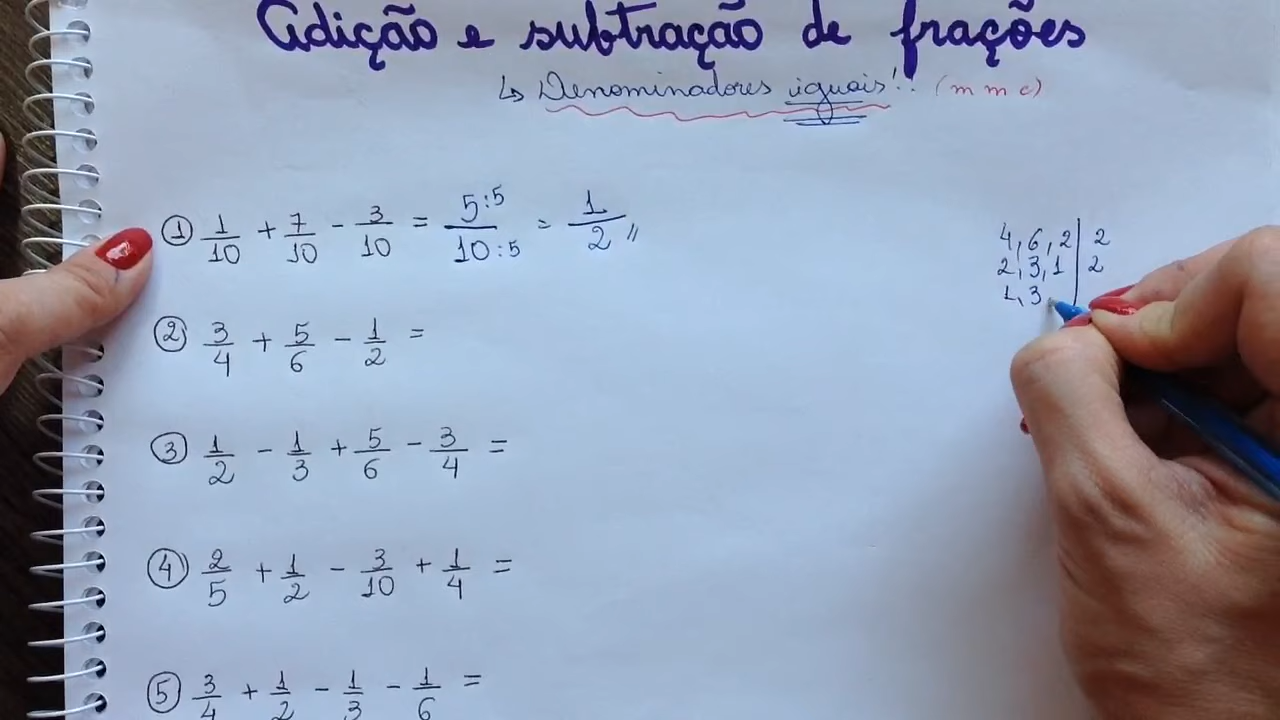 Adição e subtração de frações
↳ Denominadores iguais!! (m m c)
① 1/10 + 7/10 - 3/10 = 5:5/10:5 = 1/2 //
② 3/4 + 5/6 - 1/2 =
③ 1/2 - 1/3 + 5/6 - 3/4 =
④ 2/5 + 1/2 - 3/10 + 1/4 =
⑤ 3/4 + 1/2 - 1/3 - 1/6 =
4, 6, 2 | 2
2, 3, 1 | 2
1, 3